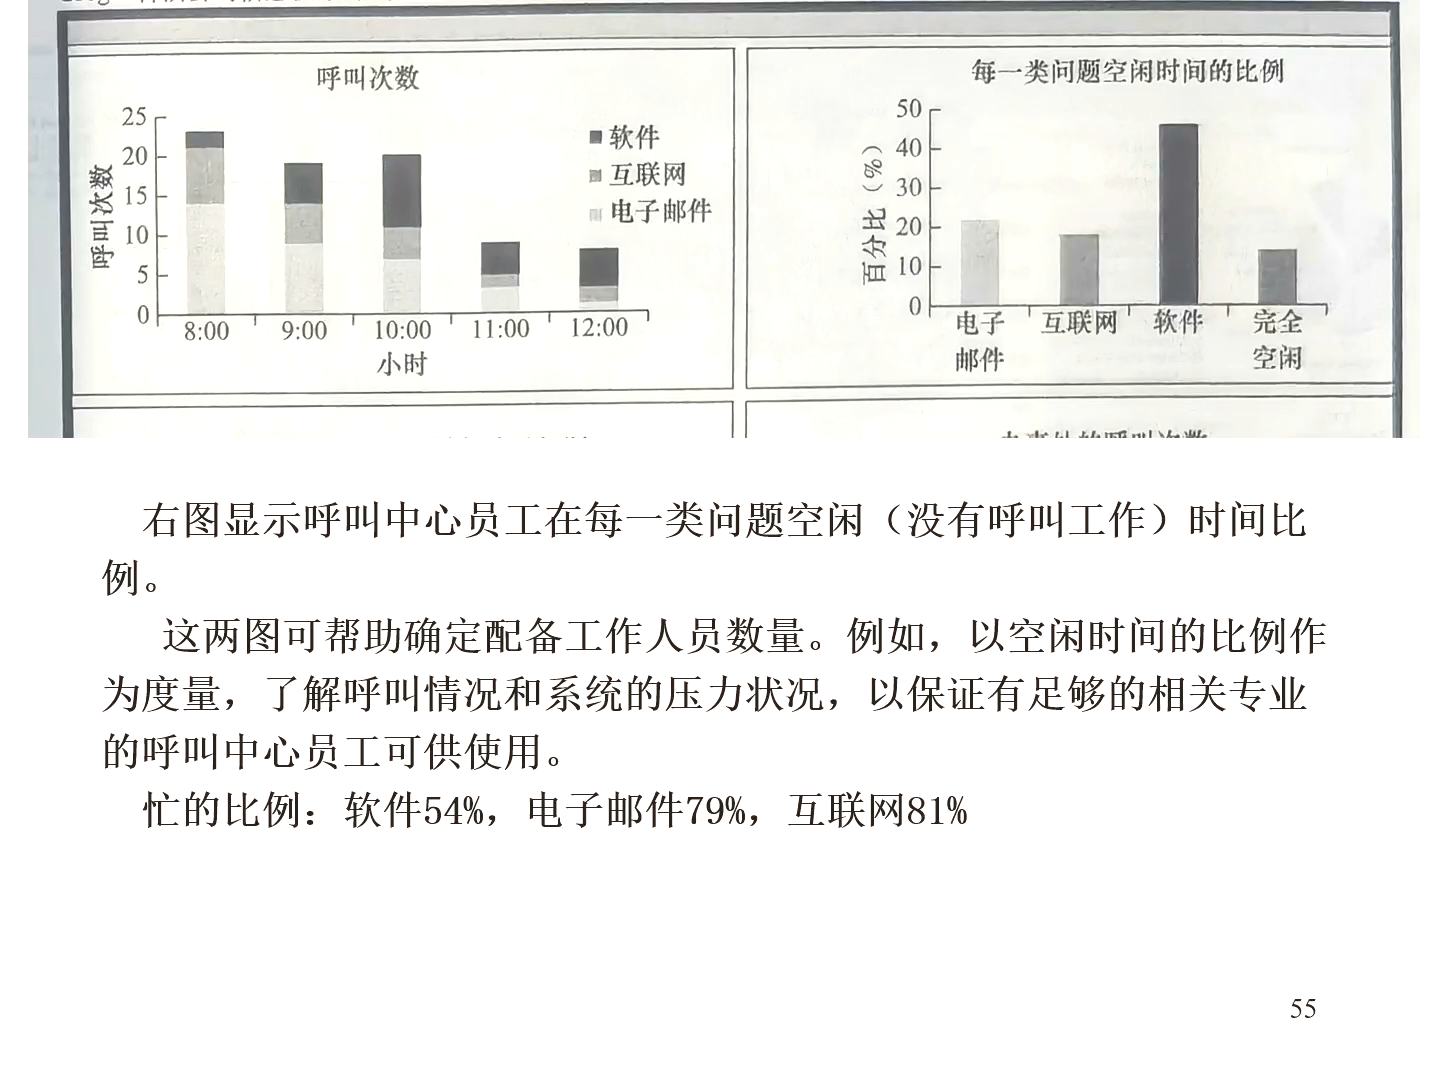 呼叫次数
呼叫次数
25
20
15
10
5
0
8:00 9:00 10:00 11:00 12:00
小时
软件
互联网
电子邮件
每一类问题空闲时间的比例
百分比（%）
50
40
30
20
10
0
电子 互联网 软件 完全
邮件 空闲
右图显示呼叫中心员工在每一类问题空闲（没有呼叫工作）时间比
例。
这两图可帮助确定配备工作人员数量。例如，以空闲时间的比例作
为度量，了解呼叫情况和系统的压力状况，以保证有足够的相关专业
的呼叫中心员工可供使用。
忙的比例：软件54%，电子邮件79%，互联网81%
55